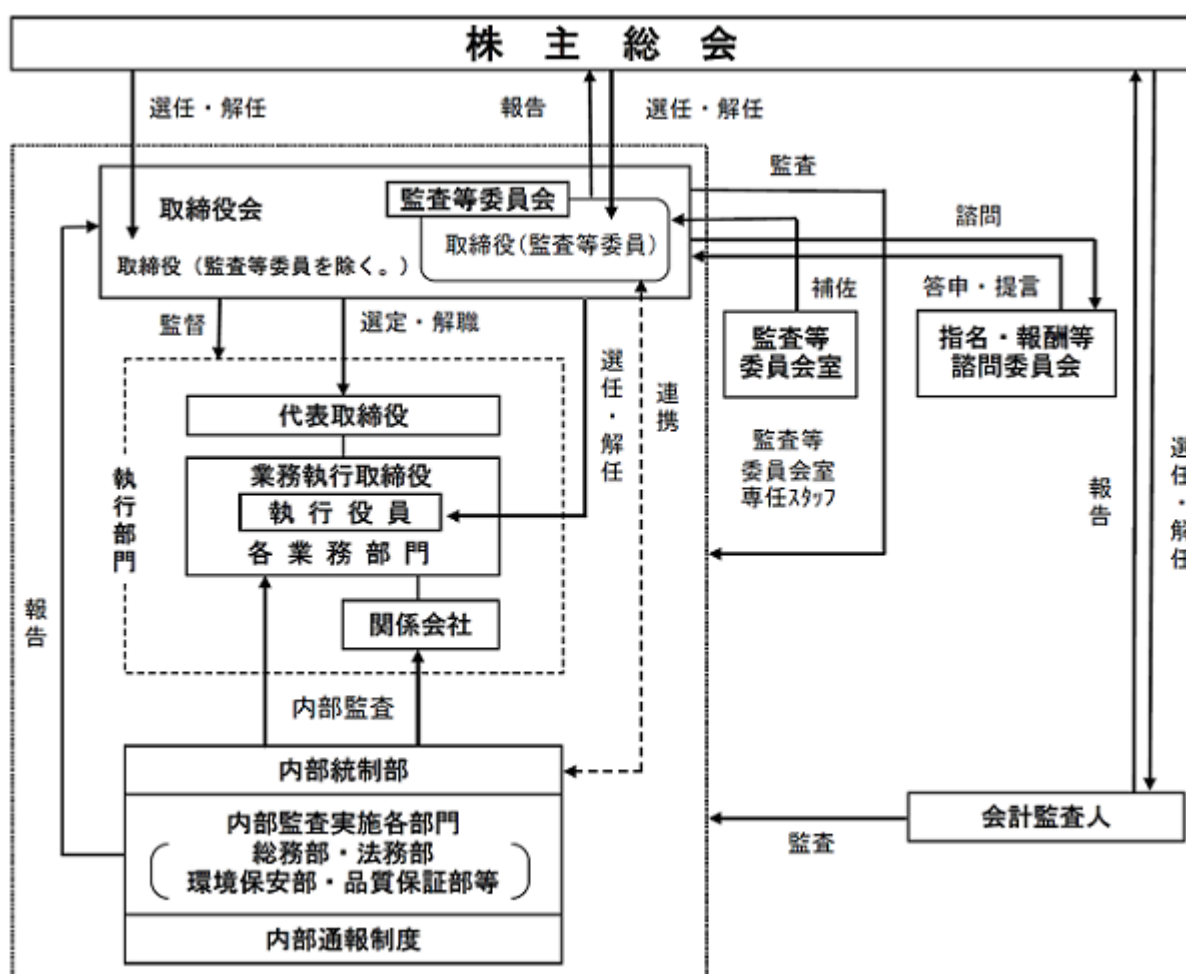 株主総会
選任・解任
報告
選任・解任
監査
取締役会
監査等委員会
取締役(監査等委員)
取締役(監査等委員を除く。)
諮問
補佐
答申・提言
監督
選定・解職
選任・解任
連携
監査等
委員会室
指名・報酬等
諮問委員会
代表取締役
監査等
委員会室
専任スタッフ
執行部門
業務執行取締役
執行役員
各業務部門
関係会社
報告
選任・解任
報告
内部監査
内部統制部
内部監査実施各部門
総務部・法務部
環境保安部・品質保証部等
内部通報制度
会計監査人
監査